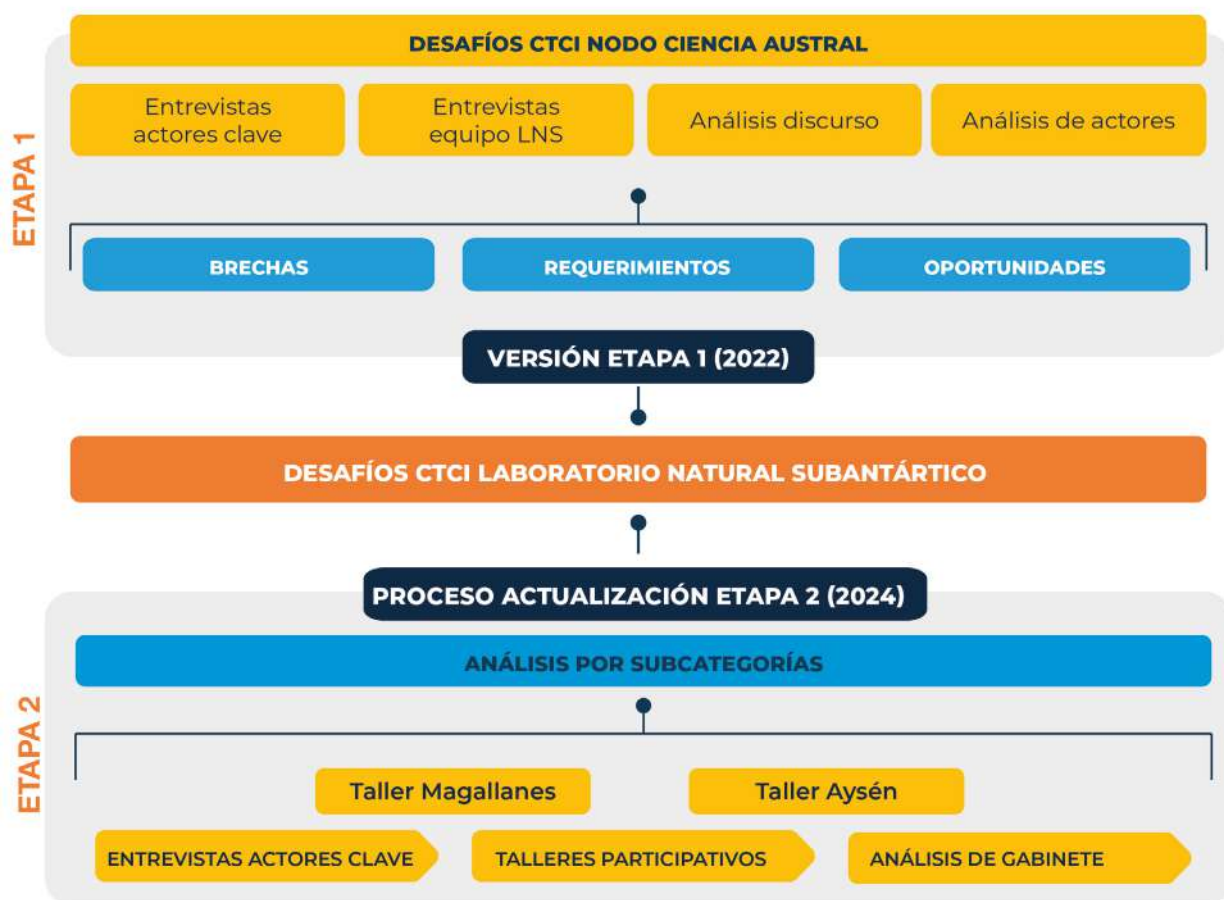 DESAFÍOS CTCI NODO CIENCIA AUSTRAL
ETAPA 1
Entrevistas
actores clave
Entrevistas
equipo LNS
Análisis discurso
Análisis de actores
BRECHAS
REQUERIMIENTOS
OPORTUNIDADES
VERSIÓN ETAPA 1 (2022)
DESAFÍOS CTCI LABORATORIO NATURAL SUBANTÁRTICO
PROCESO ACTUALIZACIÓN ETAPA 2 (2024)
ETAPA 2
ANÁLISIS POR SUBCATEGORÍAS
Taller Magallanes
Taller Aysén
ENTREVISTAS ACTORES CLAVE
TALLERES PARTICIPATIVOS
ANÁLISIS DE GABINETE